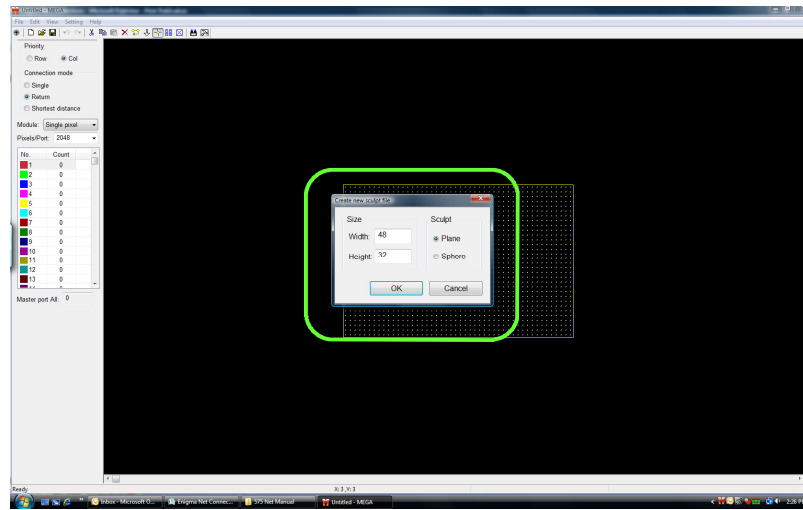 Untitled - MEGA
File Edit View Setting Help
Priority
Row Col
Connection mode
Single
Return
Shortest distance
Module: Single pixel
Pixels/Port: 2048
No. Count
1 0
2 0
3 0
4 0
5 0
6 0
7 0
8 0
9 0
10 0
11 0
12 0
13 0
Master port All: 0
Create new sculpt file
Size
Width: 48
Height: 32
Sculpt
Plane
Sphere
OK Cancel
Ready
X: 3 ,Y: 3
Inbox - Microsoft O... Enigma Net Connec... 575 Net Manual Untitled - MEGA
2:26 P